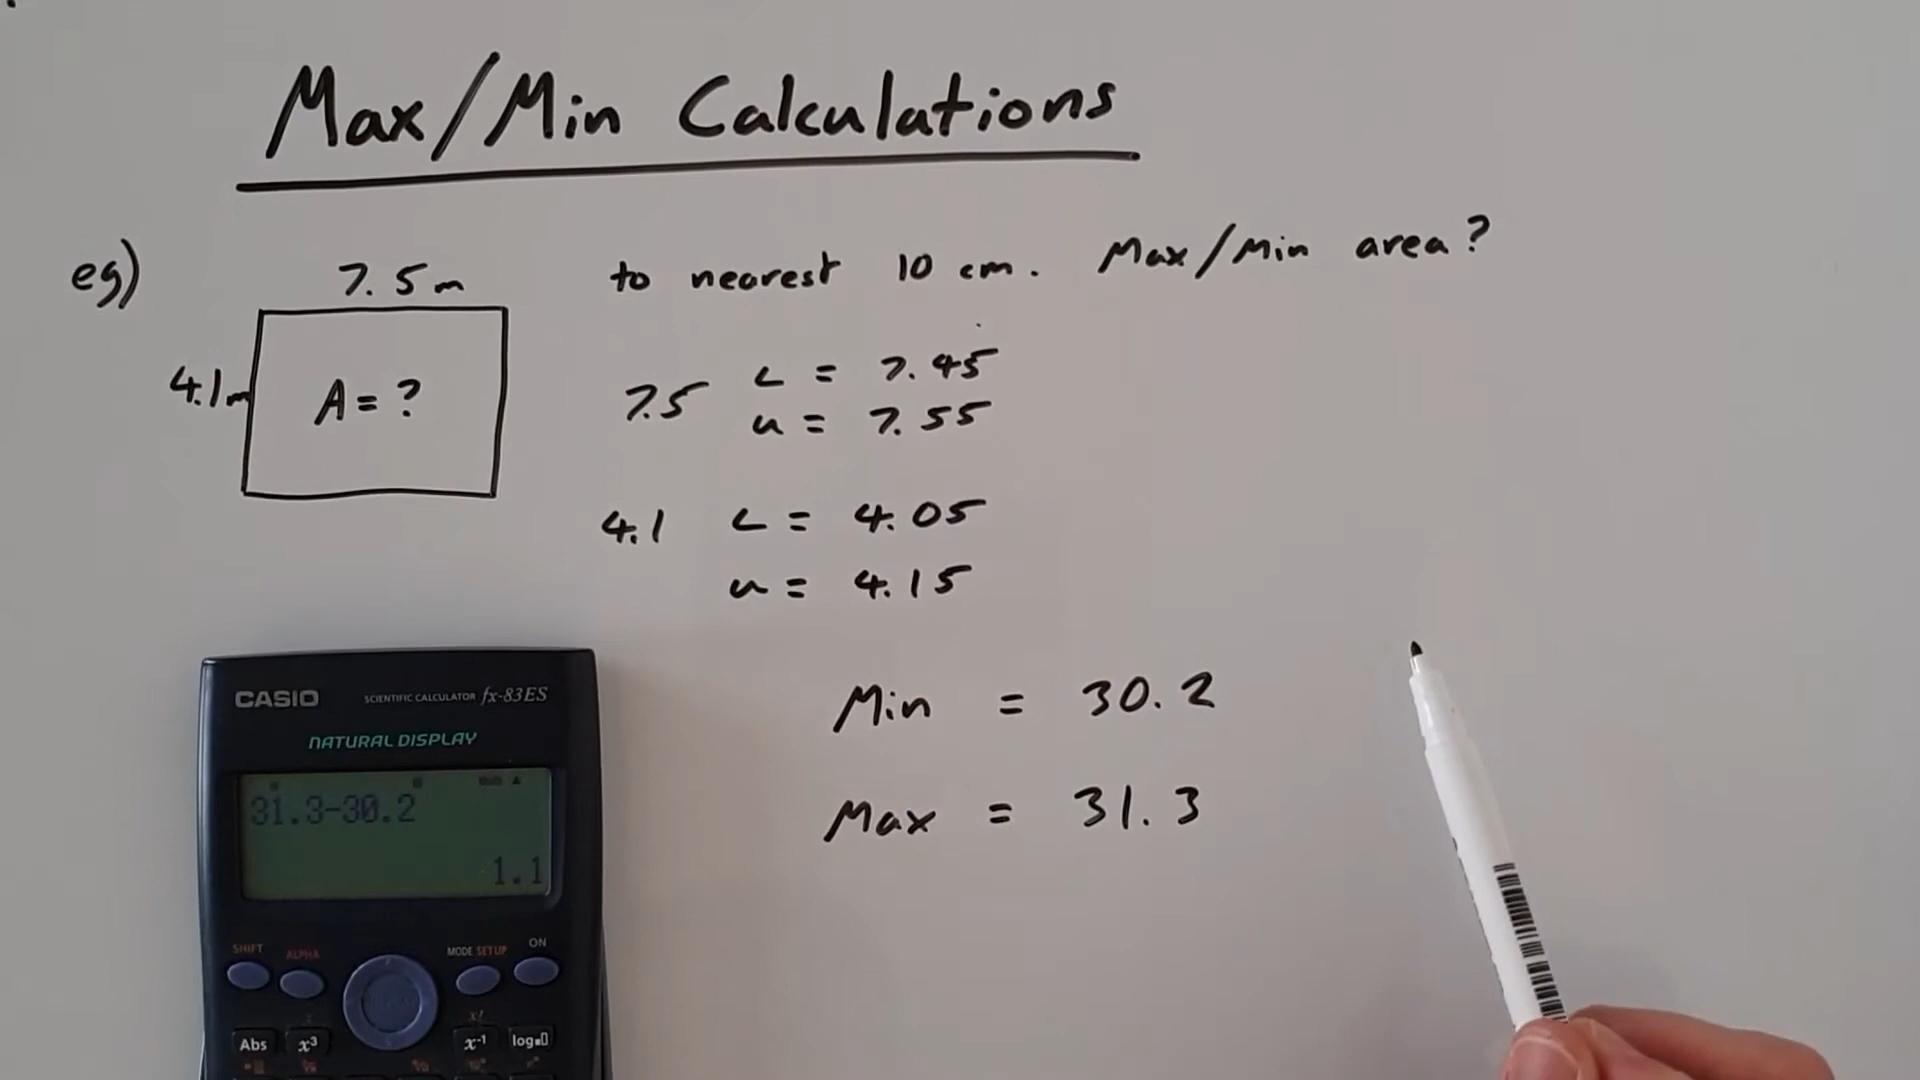 Max/Min Calculations
eg) 7.5m to nearest 10 cm. Max/Min area?
4.1m A = ?
7.5 L = 7.45
u = 7.55
4.1 L = 4.05
u = 4.15
Min = 30.2
Max = 31.3
CASIO SCIENTIFIC CALCULATOR fx-83ES
NATURAL DISPLAY
Math ▲
31.3-30.2
1.1
SHIFT ALPHA MODE SETUP ON
x!
Abs x³ x⁻¹ log